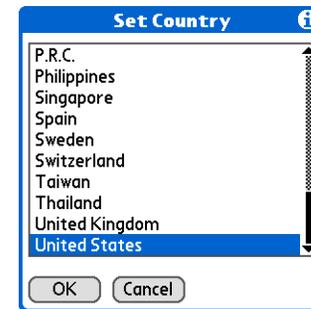 Set Country
P.R.C.
Philippines
Singapore
Spain
Sweden
Switzerland
Taiwan
Thailand
United Kingdom
United States
OK Cancel